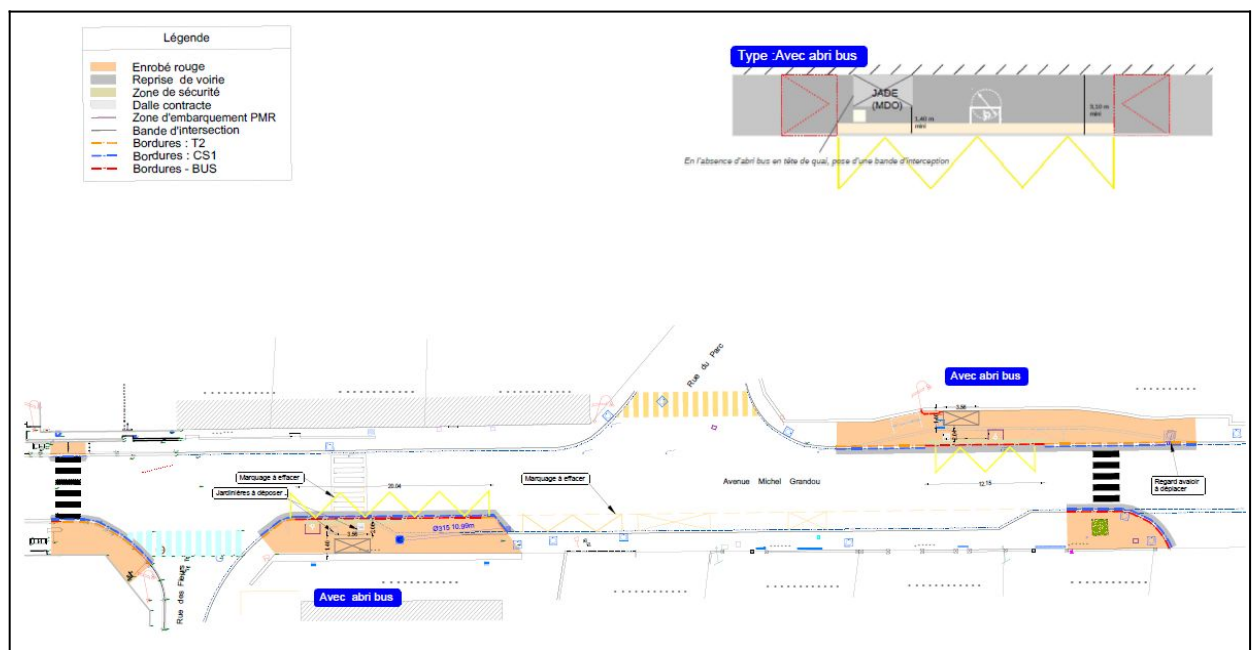 Légende
Enrobé rouge
Reprise de voirie
Zone de sécurité
Dalle contracte
Zone d'embarquement PMR
Bande d'intersection
Bordures : T2
Bordures : CS1
Bordures - BUS
Type :Avec abri bus
JADE
(MDO)
1,40 m
mini
3,10 m
mini
En l'absence d'abri bus en tête de quai, pose d'une bande d'interception
Rue du Parc
Avec abri bus
3,56
Marquage à effacer
Jardinières à déposer
20,04
Marquage à effacer
Avenue Michel Grandou
12,15
Regard avaloir
à déplacer
Ø315 10,99m
3,56
1,40
Rue des Fleurs
Avec abri bus